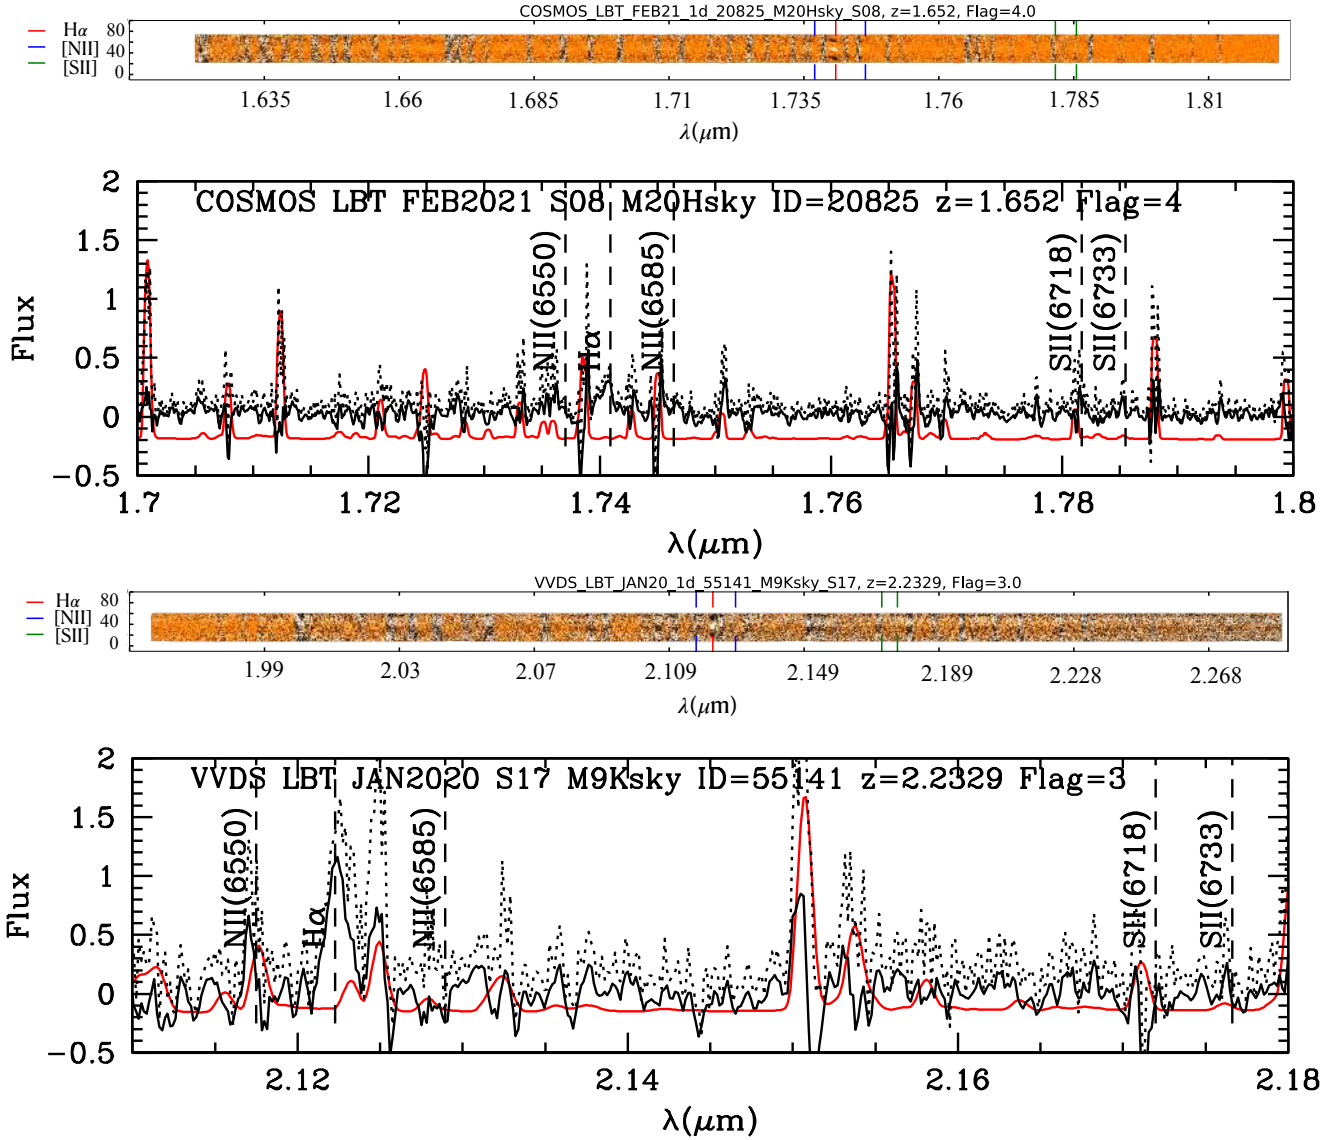 COSMOS_LBT_FEB21_1d_20825_M20Hsky_S08, z=1.652, Flag=4.0
Hα
[NII]
[SII]
80
40
0
1.635 1.66 1.685 1.71 1.735 1.76 1.785 1.81
λ(μm)
COSMOS LBT FEB2021 S08 M20Hsky ID=20825 z=1.652 Flag=4
NII(6550)
Hα
NII(6585)
SII(6718)
SII(6733)
Flux
2
1.5
1
0.5
0
−0.5
1.7 1.72 1.74 1.76 1.78 1.8
λ(μm)
VVDS_LBT_JAN20_1d_55141_M9Ksky_S17, z=2.2329, Flag=3.0
Hα
[NII]
[SII]
80
40
0
1.99 2.03 2.07 2.109 2.149 2.189 2.228 2.268
λ(μm)
VVDS LBT JAN2020 S17 M9Ksky ID=55141 z=2.2329 Flag=3
NII(6550)
Hα
NII(6585)
SII(6718)
SII(6733)
Flux
2
1.5
1
0.5
0
−0.5
2.12 2.14 2.16 2.18
λ(μm)